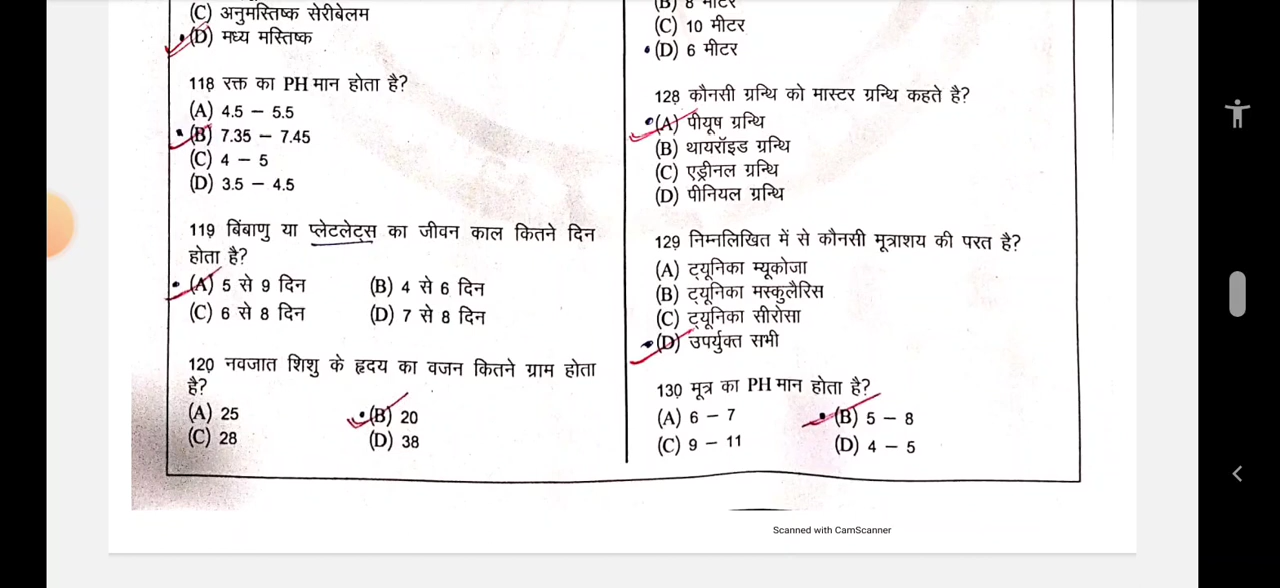 (C) अनुमस्तिष्क सेरीबेलम
(D) मध्य मस्तिष्क
118 रक्त का PH मान होता है?
(A) 4.5 – 5.5
(B) 7.35 – 7.45
(C) 4 – 5
(D) 3.5 – 4.5
119 बिंबाणु या प्लेटलेट्स का जीवन काल कितने दिन
होता है?
(A) 5 से 9 दिन (B) 4 से 6 दिन
(C) 6 से 8 दिन (D) 7 से 8 दिन
120 नवजात शिशु के हृदय का वजन कितने ग्राम होता
है?
(A) 25 (B) 20
(C) 28 (D) 38
(B) 8 मीटर
(C) 10 मीटर
(D) 6 मीटर
128 कौनसी ग्रन्थि को मास्टर ग्रन्थि कहते है?
(A) पीयूष ग्रन्थि
(B) थायरॉइड ग्रन्थि
(C) एड्रीनल ग्रन्थि
(D) पीनियल ग्रन्थि
129 निम्नलिखित में से कौनसी मूत्राशय की परत है?
(A) ट्यूनिका म्यूकोजा
(B) ट्यूनिका मस्कुलैरिस
(C) ट्यूनिका सीरोसा
(D) उपर्युक्त सभी
130 मूत्र का PH मान होता है?
(A) 6 – 7 (B) 5 – 8
(C) 9 – 11 (D) 4 – 5
Scanned with CamScanner